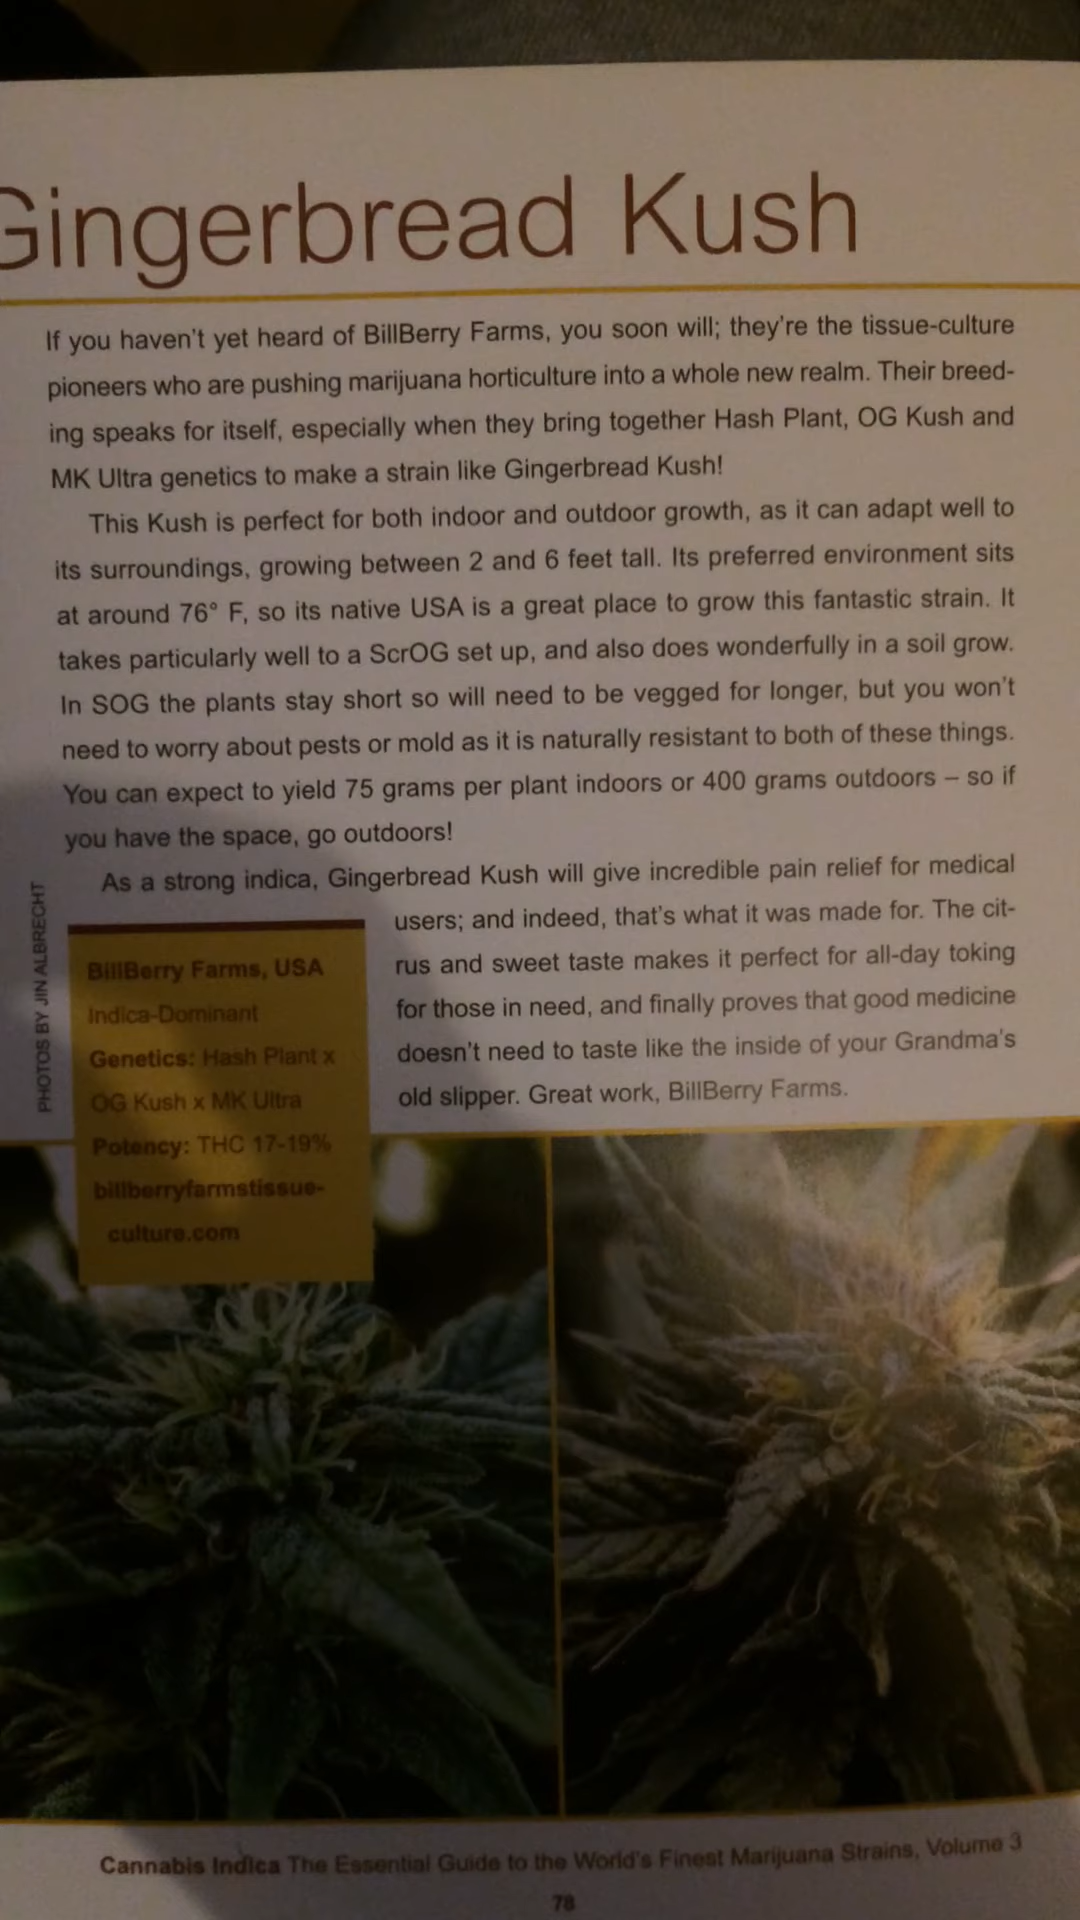 Gingerbread Kush
If you haven't yet heard of BillBerry Farms, you soon will; they're the tissue-culture
pioneers who are pushing marijuana horticulture into a whole new realm. Their breed-
ing speaks for itself, especially when they bring together Hash Plant, OG Kush and
MK Ultra genetics to make a strain like Gingerbread Kush!
This Kush is perfect for both indoor and outdoor growth, as it can adapt well to
its surroundings, growing between 2 and 6 feet tall. Its preferred environment sits
at around 76° F, so its native USA is a great place to grow this fantastic strain. It
takes particularly well to a ScrOG set up, and also does wonderfully in a soil grow.
In SOG the plants stay short so will need to be vegged for longer, but you won't
need to worry about pests or mold as it is naturally resistant to both of these things.
You can expect to yield 75 grams per plant indoors or 400 grams outdoors – so if
you have the space, go outdoors!
As a strong indica, Gingerbread Kush will give incredible pain relief for medical
users; and indeed, that's what it was made for. The cit-
rus and sweet taste makes it perfect for all-day toking
for those in need, and finally proves that good medicine
doesn't need to taste like the inside of your Grandma's
old slipper. Great work, BillBerry Farms.
PHOTOS BY JIN ALBRECHT
BillBerry Farms, USA
Indica-Dominant
Genetics: Hash Plant x
OG Kush x MK Ultra
Potency: THC 17-19%
billberryfarmstissue-
culture.com
Cannabis Indica The Essential Guide to the World's Finest Marijuana Strains, Volume 3
78